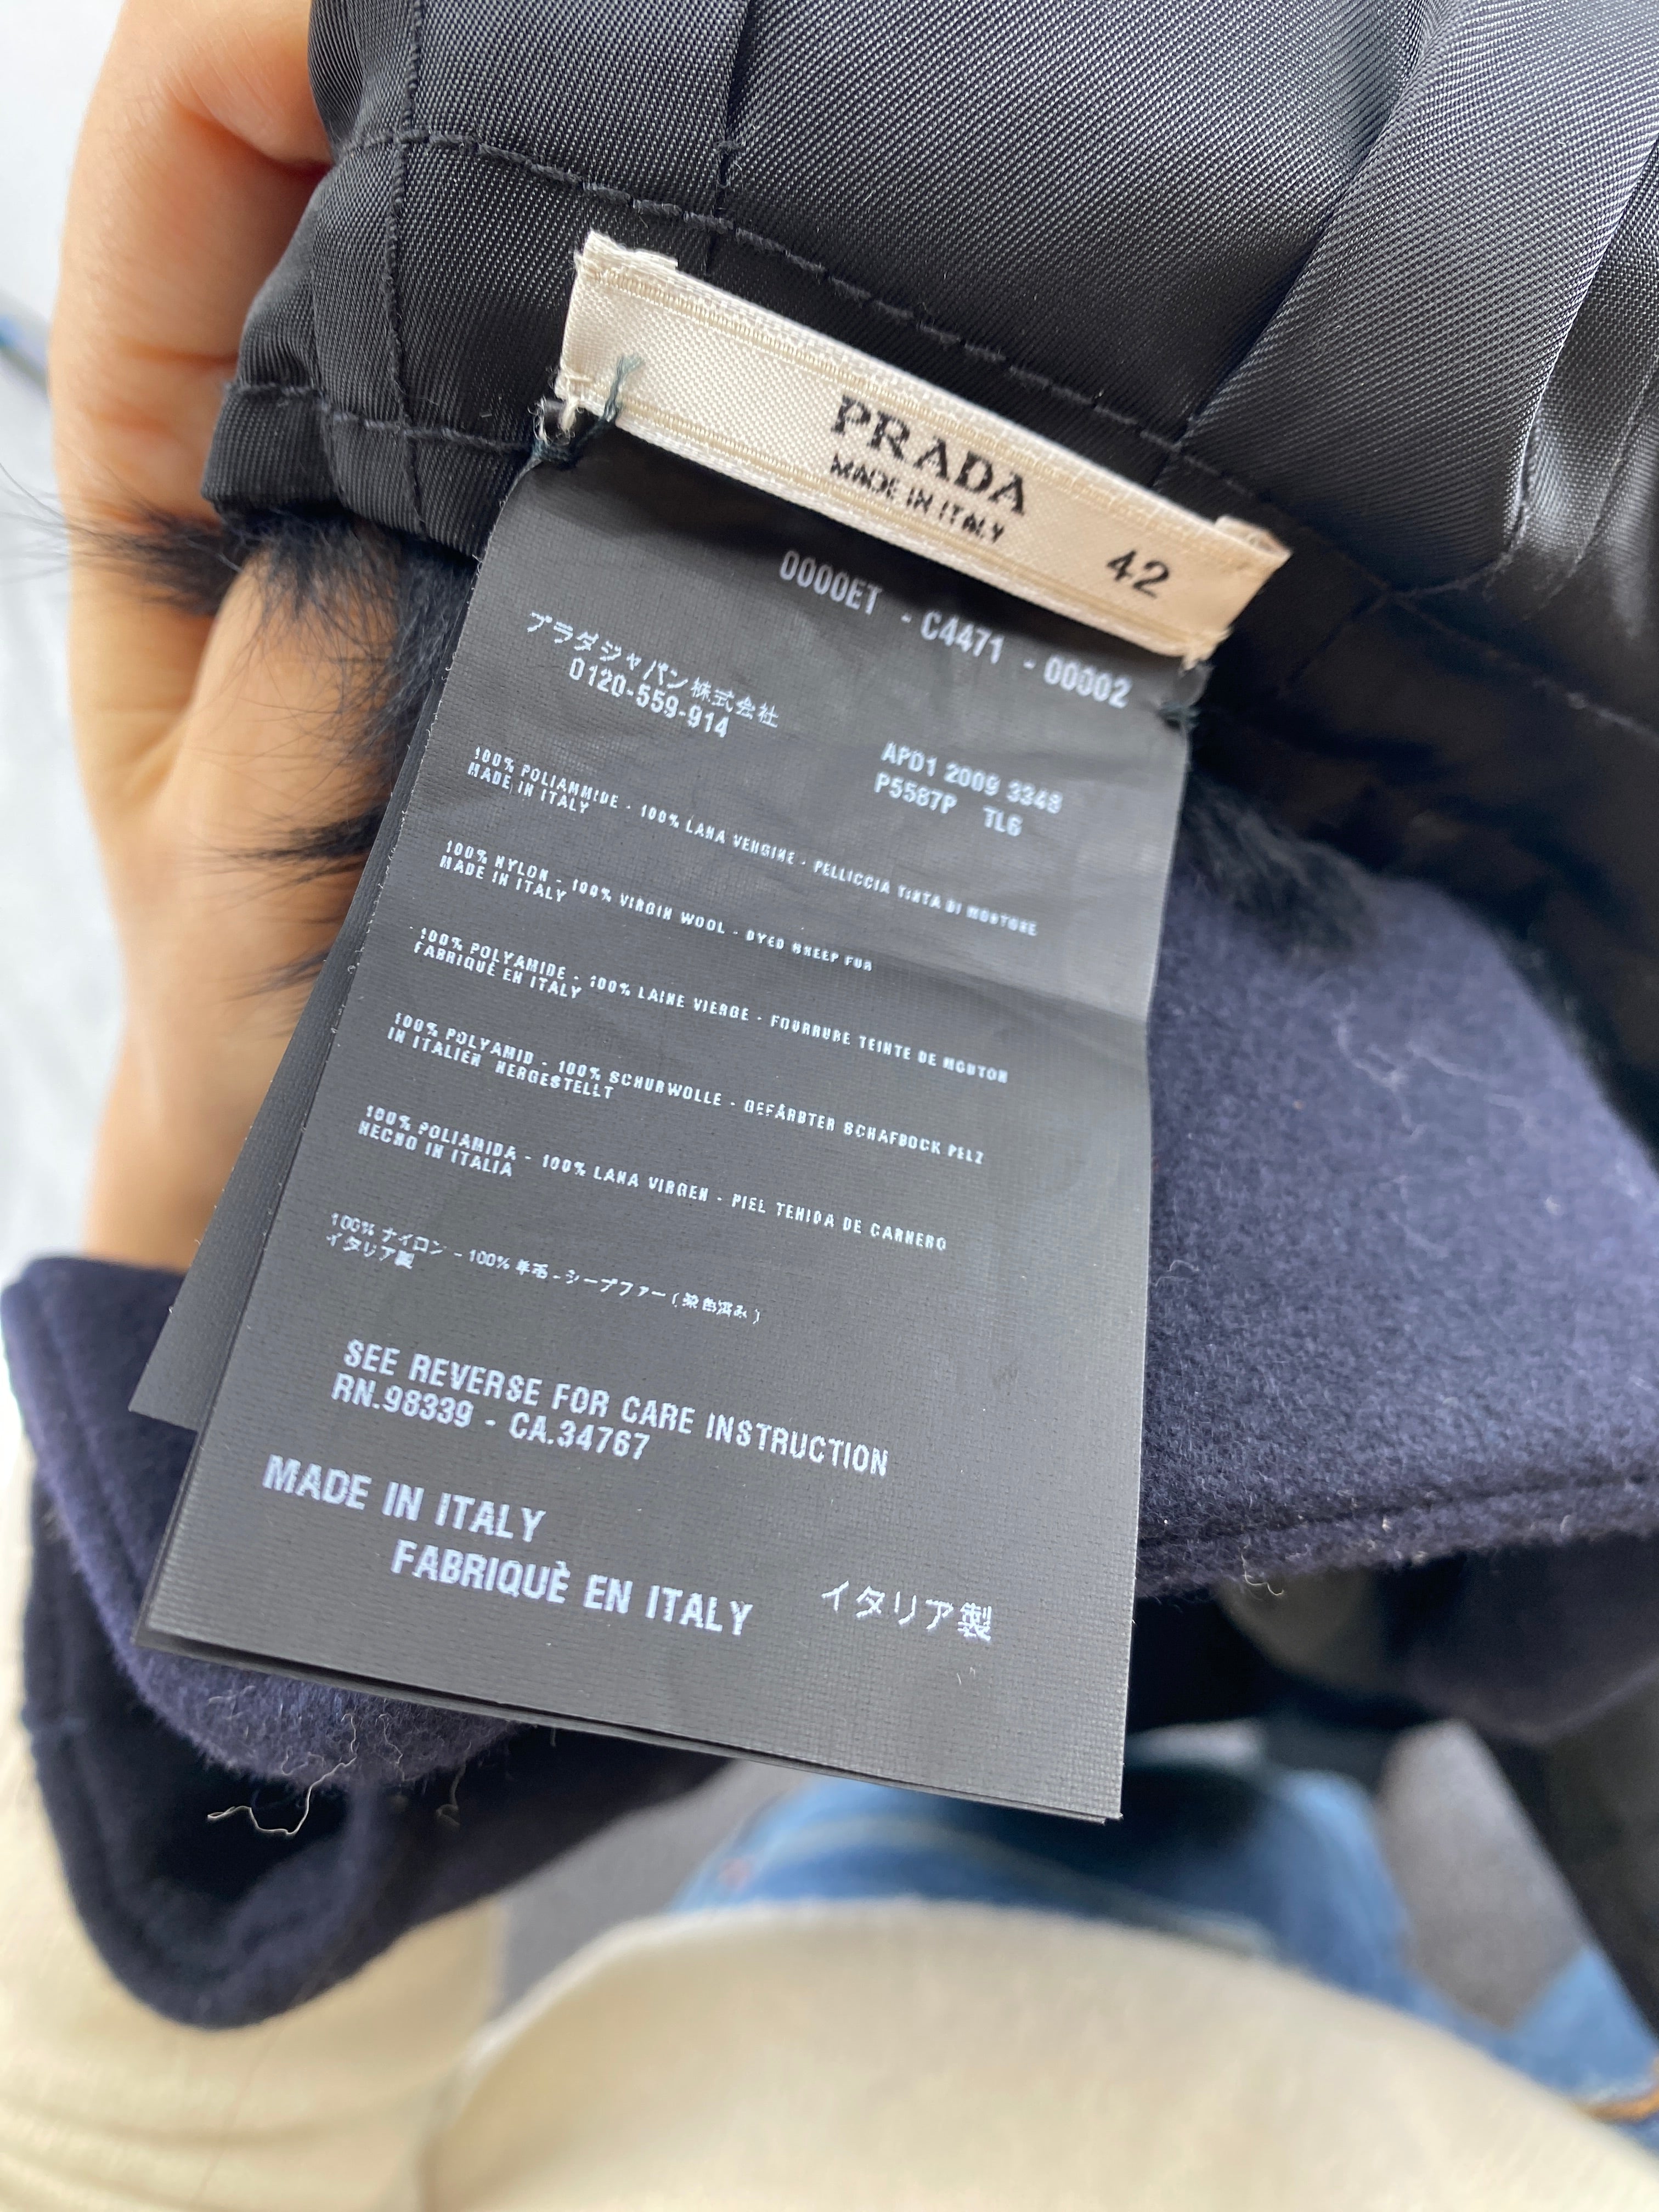 PRADA
MADE IN ITALY
42
0000ET - C4471 - 00002
プラダジャパン株式会社
0120-559-914
APD1 2009 3348
P5587P TL6
100% POLIAMMIDE - 100% LANA VERGINE - PELLICCIA TINTA DI MONTONE
MADE IN ITALY
100% NYLON - 100% VIRGIN WOOL - DYED SHEEP FUR
MADE IN ITALY
100% POLYAMIDE - 100% LAINE VIERGE - FOURRURE TEINTE DE MOUTON
FABRIQUÈ EN ITALY
100% POLYAMID - 100% SCHURWOLLE - GEFÄRBTER SCHAFBOCK PELZ
IN ITALIEN HERGESTELLT
100% POLIAMIDA - 100% LANA VIRGEN - PIEL TENIDA DE CARNERO
HECHO IN ITALIA
100% ナイロン - 100% 羊毛 - シープファー ( 染色済み )
イタリア製
SEE REVERSE FOR CARE INSTRUCTION
RN.98339 - CA.34767
MADE IN ITALY
FABRIQUÈ EN ITALY
イタリア製